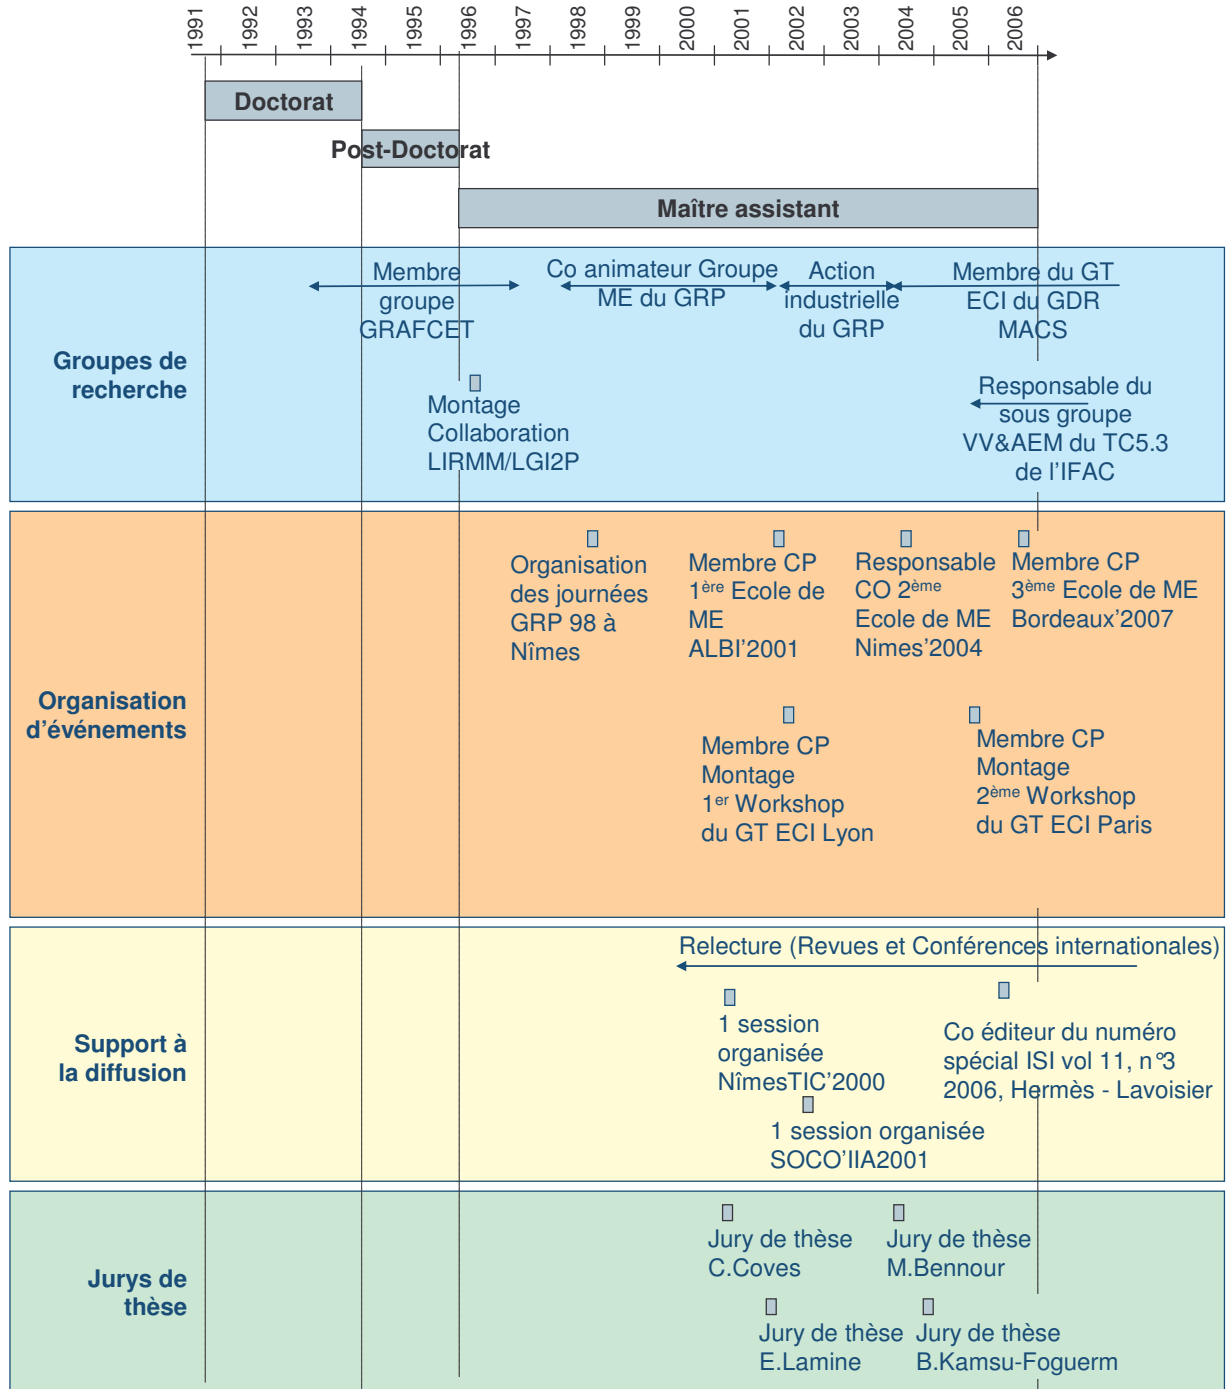 1991 1992 1993 1994 1995 1996 1997 1998 1999 2000 2001 2002 2003 2004 2005 2006
Doctorat
Post-Doctorat
Maître assistant
Groupes de
recherche
Membre
groupe
GRAFCET
Co animateur Groupe
ME du GRP
Action
industrielle
du GRP
Membre du GT
ECI du GDR
MACS
Montage
Collaboration
LIRMM/LGI2P
Responsable du
sous groupe
VV&AEM du TC5.3
de l'IFAC
Organisation
d'événements
Organisation
des journées
GRP 98 à
Nîmes
Membre CP
1ère Ecole de
ME
ALBI'2001
Responsable
CO 2ème
Ecole de ME
Nimes'2004
Membre CP
3ème Ecole de ME
Bordeaux'2007
Membre CP
Montage
1er Workshop
du GT ECI Lyon
Membre CP
Montage
2ème Workshop
du GT ECI Paris
Support à
la diffusion
Relecture (Revues et Conférences internationales)
1 session
organisée
NîmesTIC'2000
Co éditeur du numéro
spécial ISI vol 11, n°3
2006, Hermès - Lavoisier
1 session organisée
SOCO'IIA2001
Jurys de
thèse
Jury de thèse
C.Coves
Jury de thèse
M.Bennour
Jury de thèse
E.Lamine
Jury de thèse
B.Kamsu-Foguerm